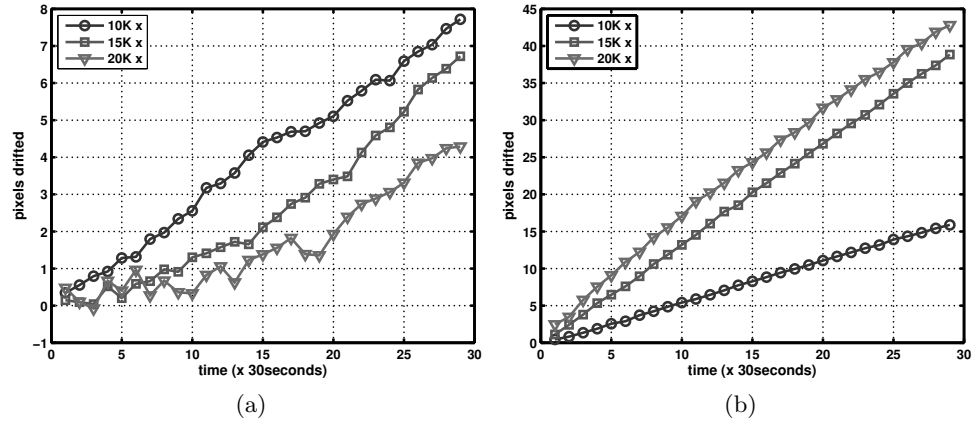 8
7
6
5
4
3
2
1
0
−1
0 5 10 15 20 25 30
pixels drifted
time (x 30seconds)
10K x
15K x
20K x
(a)
45
40
35
30
25
20
15
10
5
0
0 5 10 15 20 25 30
pixels drifted
time (x 30seconds)
10K x
15K x
20K x
(b)